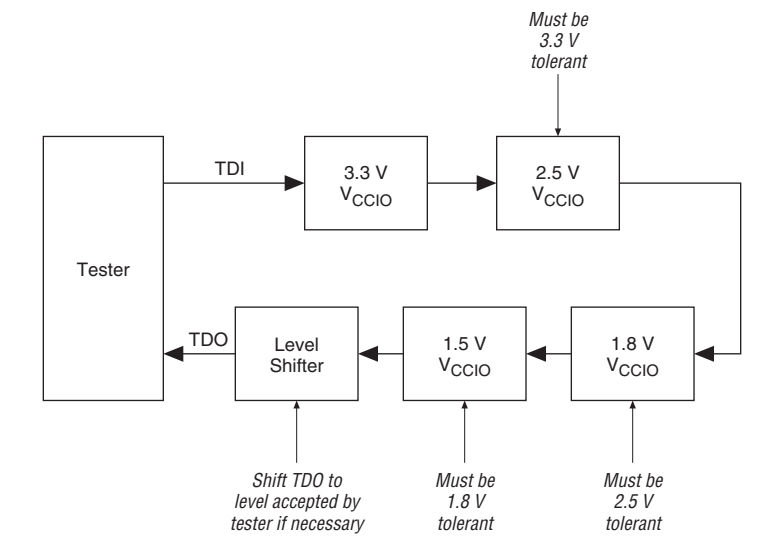 Must be
3.3 V
tolerant
TDI
3.3 V
VCCIO
2.5 V
VCCIO
Tester
TDO
Level
Shifter
1.5 V
VCCIO
1.8 V
VCCIO
Shift TDO to
level accepted by
tester if necessary
Must be
1.8 V
tolerant
Must be
2.5 V
tolerant